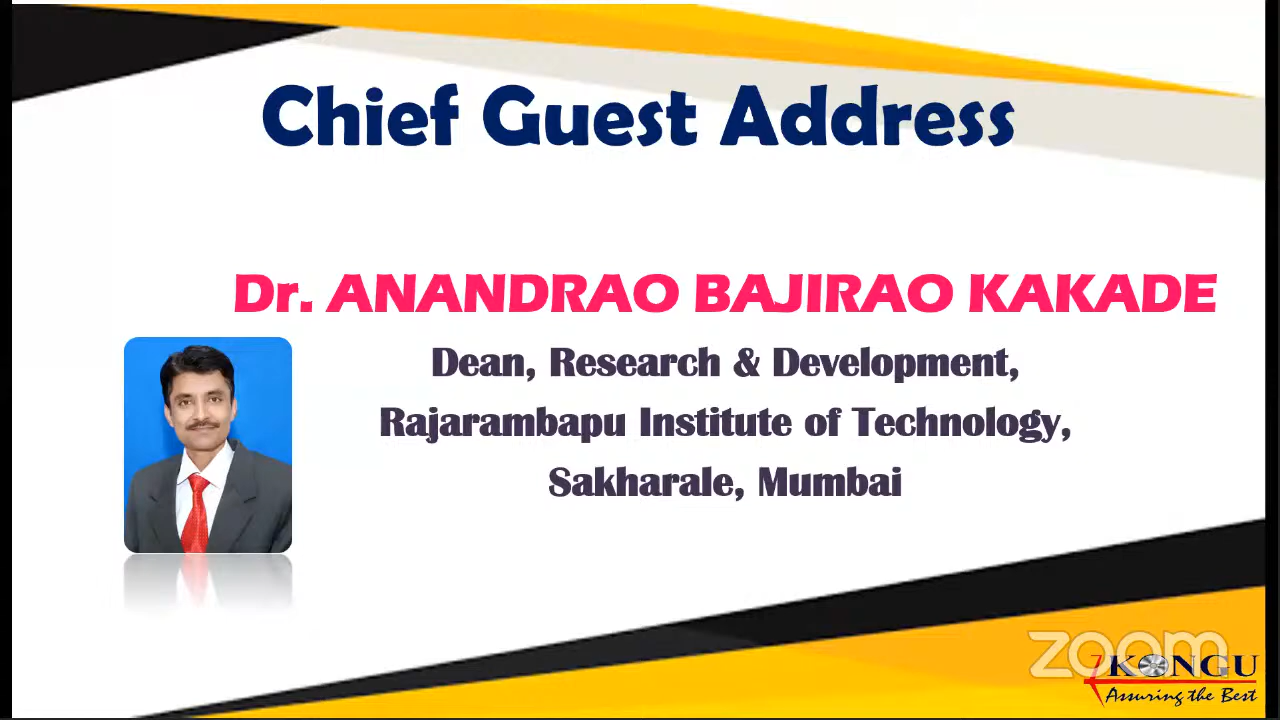 Chief Guest Address
Dr. ANANDRAO BAJIRAO KAKADE
Dean, Research & Development,
Rajarambapu Institute of Technology,
Sakharale, Mumbai
zoom
KONGU
Assuring the Best